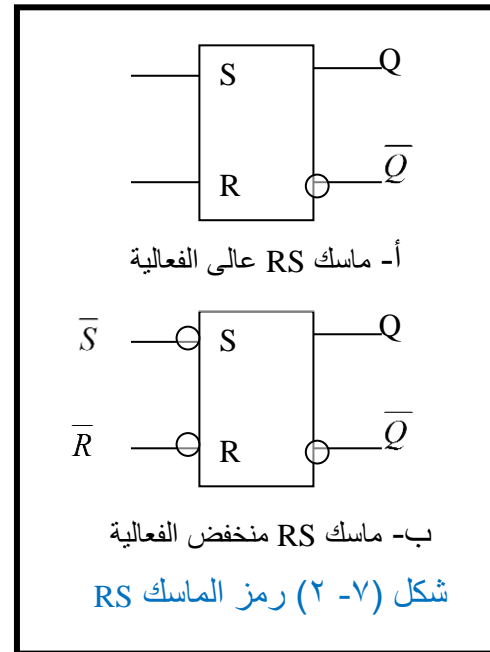 S Q
R Q̅
أ- ماسك RS عالى الفعالية
S̅ S Q
R̅ R Q̅
ب- ماسك RS منخفض الفعالية
شكل (٧- ٢) رمز الماسك RS